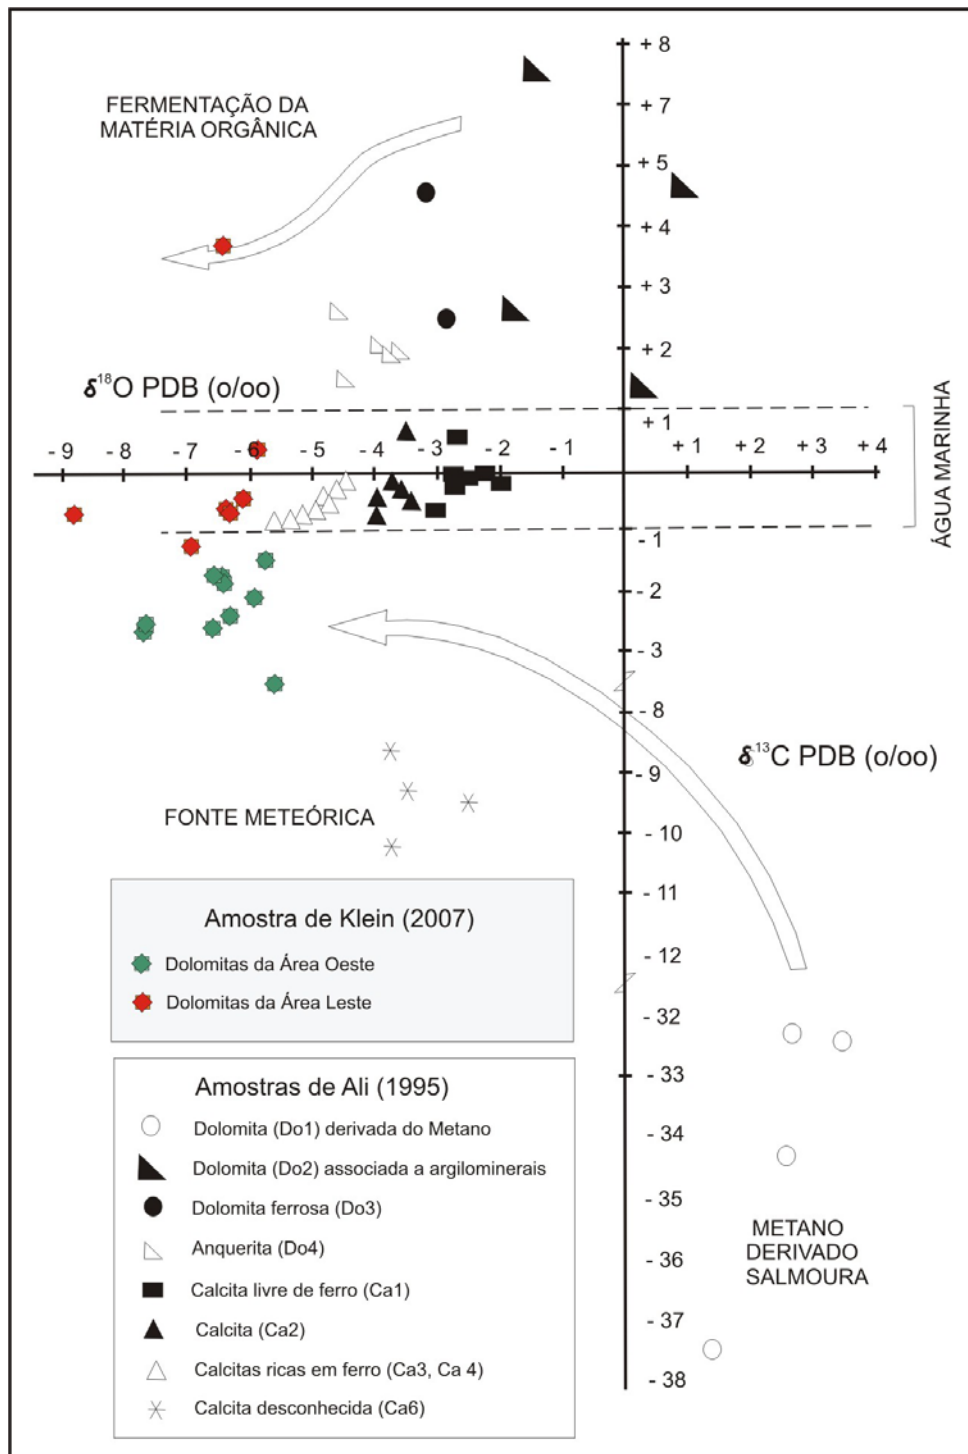 + 8
FERMENTAÇÃO DA
MATÉRIA ORGÂNICA
+ 7
+ 5
+ 4
+ 3
+ 2
δ¹⁸O PDB (o/oo)
+ 1
- 9 - 8 - 7 6 - 5 - 4 - 3 - 2 - 1 + 1 + 2 + 3 + 4
ÁGUA MARINHA
- 1
- 2
- 3
- 8
δ¹³C PDB (o/oo)
- 9
FONTE METEÓRICA
- 10
- 11
- 12
- 32
- 33
- 34
- 35
- 36
- 37
- 38
METANO
DERIVADO
SALMOURA
Amostra de Klein (2007)
Dolomitas da Área Oeste
Dolomitas da Área Leste
Amostras de Ali (1995)
Dolomita (Do1) derivada do Metano
Dolomita (Do2) associada a argilominerais
Dolomita ferrosa (Do3)
Anquerita (Do4)
Calcita livre de ferro (Ca1)
Calcita (Ca2)
Calcitas ricas em ferro (Ca3, Ca 4)
Calcita desconhecida (Ca6)